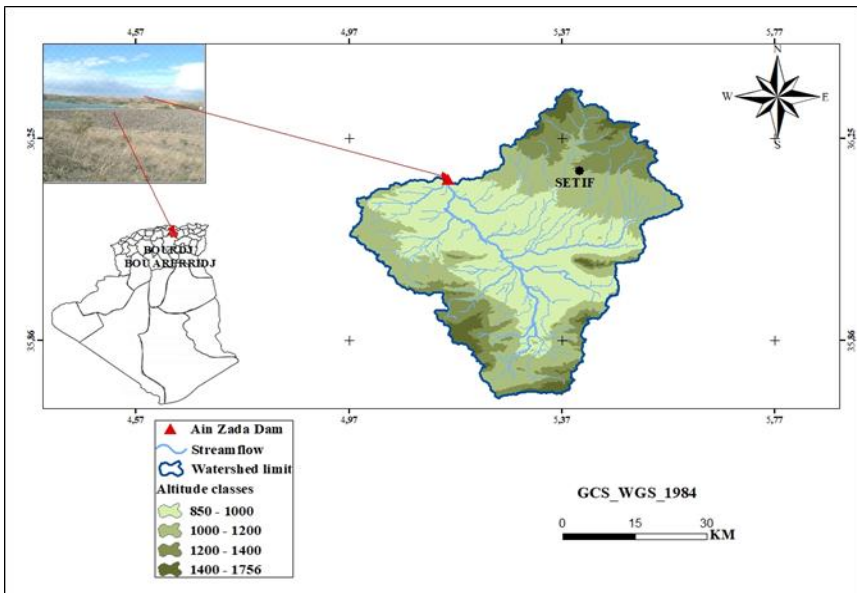 4,57 4,97 5,37 5,77
N
W E
S
36,25 36,25
SETIF
BOURDJ
BOUARERRIDJ
35,86 35,86
4,57 4,97 5,37 5,77
Ain Zada Dam
Streamflow
Watershed limit
Altitude classes
850 - 1000
1000 - 1200
1200 - 1400
1400 - 1756
GCS_WGS_1984
0 15 30
KM